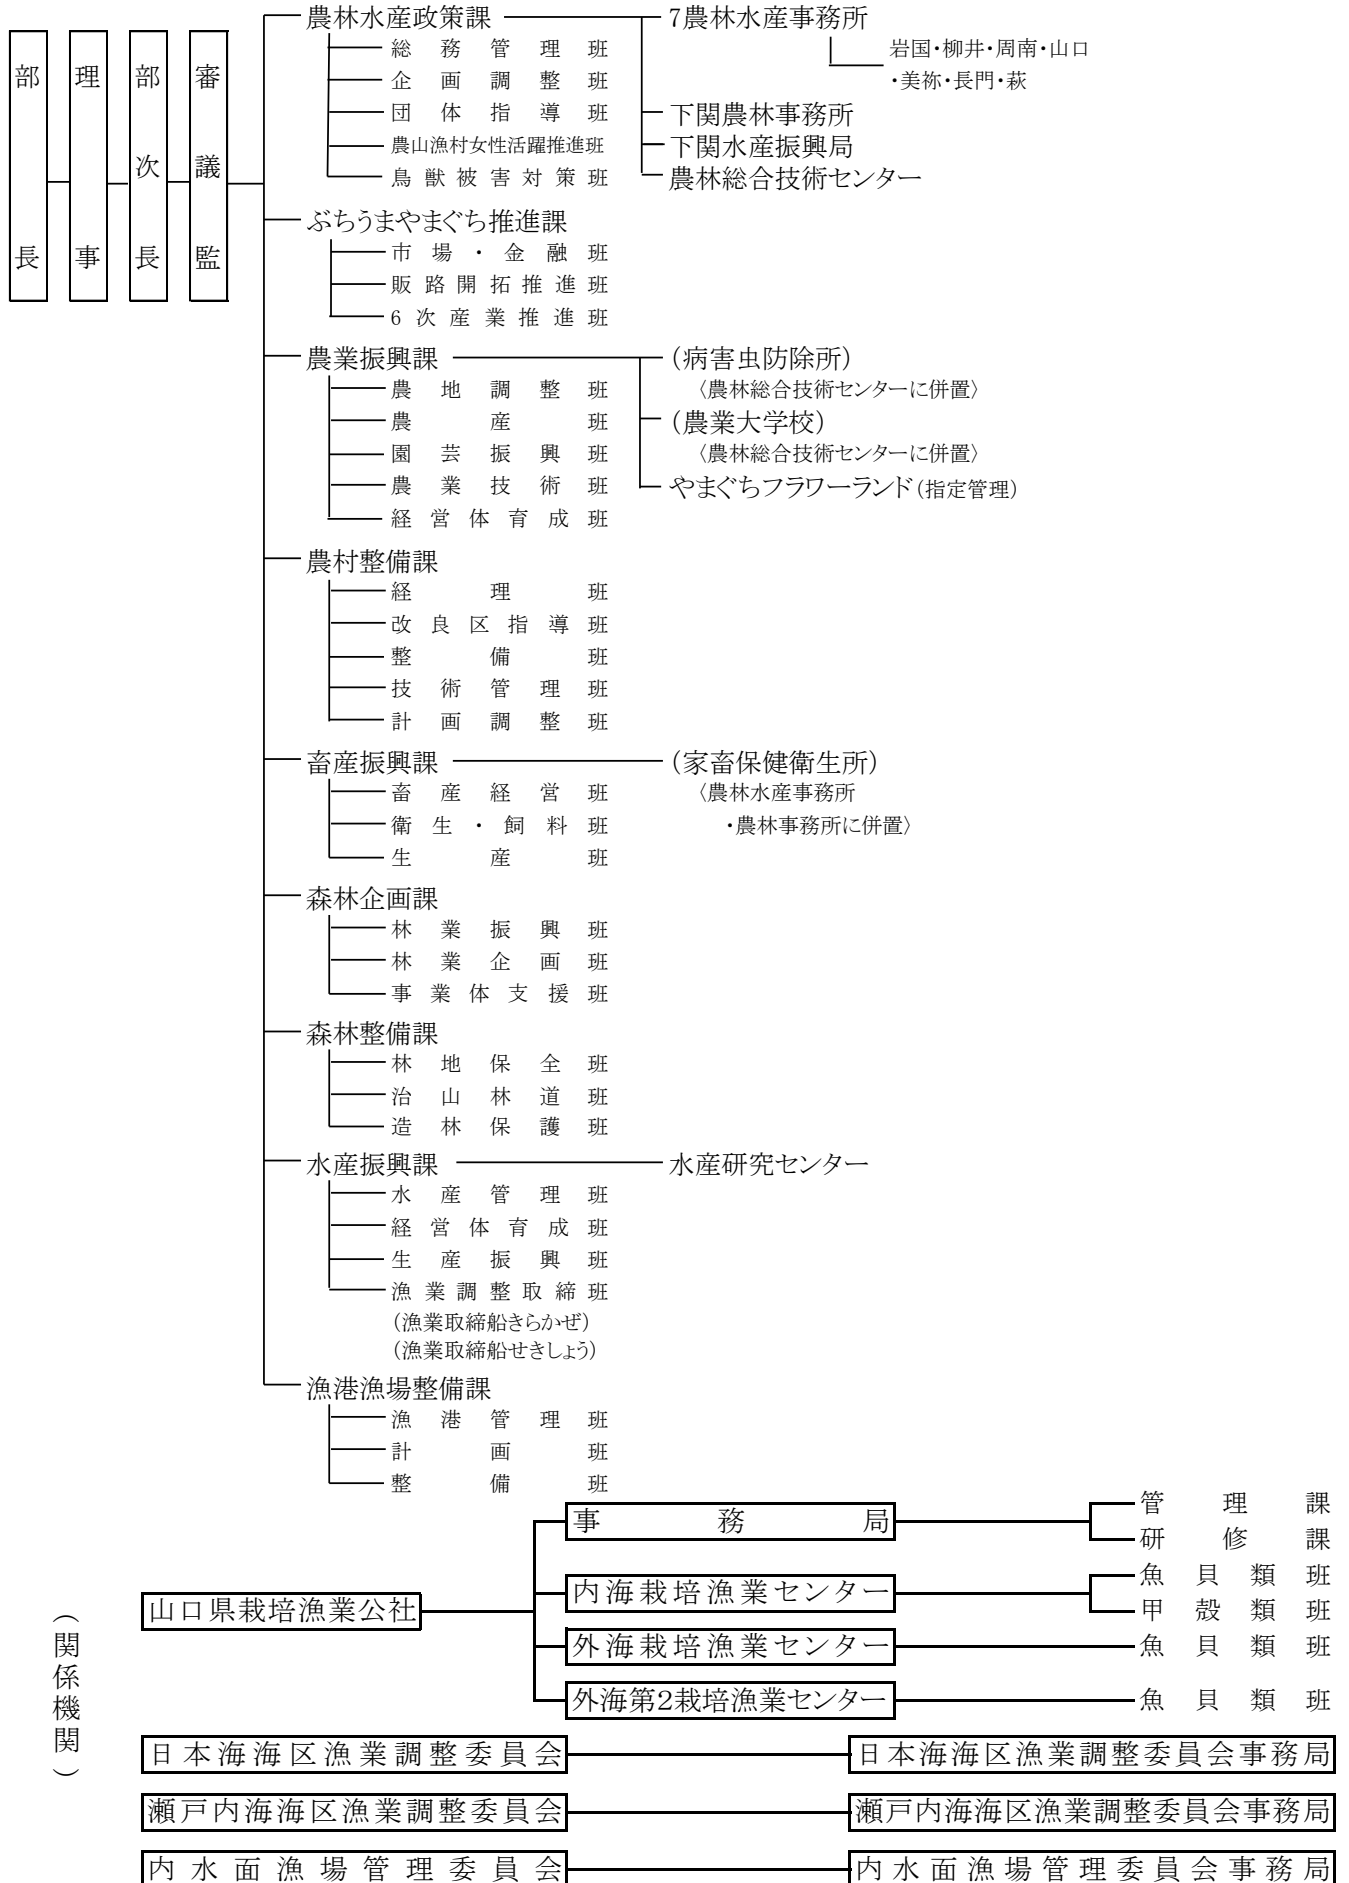 部長
理事
部次長
審議監
農林水産政策課
総務管理班
企画調整班
団体指導班
農山漁村女性活躍推進班
鳥獣被害対策班
7農林水産事務所
岩国・柳井・周南・山口
・美祢・長門・萩
下関農林事務所
下関水産振興局
農林総合技術センター
ぶちうまやまぐち推進課
市場・金融班
販路開拓推進班
6次産業推進班
農業振興課
農地調整班
農産班
園芸振興班
農業技術班
経営体育成班
(病害虫防除所)
〈農林総合技術センターに併置〉
(農業大学校)
〈農林総合技術センターに併置〉
やまぐちフラワーランド(指定管理)
農村整備課
経理班
改良区指導班
整備班
技術管理班
計画調整班
畜産振興課
畜産経営班
衛生・飼料班
生産班
(家畜保健衛生所)
〈農林水産事務所
・農林事務所に併置〉
森林企画課
林業振興班
林業企画班
事業体支援班
森林整備課
林地保全班
治山林道班
造林保護班
水産振興課
水産管理班
経営体育成班
生産振興班
漁業調整取締班
(漁業取締船きらかぜ)
(漁業取締船せきしょう)
水産研究センター
漁港漁場整備課
漁港管理班
計画班
整備班
(関係機関)
山口県栽培漁業公社
事務局
管理課
研修課
内海栽培漁業センター
魚貝類班
甲殻類班
外海栽培漁業センター
魚貝類班
外海第2栽培漁業センター
魚貝類班
日本海海区漁業調整委員会
日本海海区漁業調整委員会事務局
瀬戸内海海区漁業調整委員会
瀬戸内海海区漁業調整委員会事務局
内水面漁場管理委員会
内水面漁場管理委員会事務局